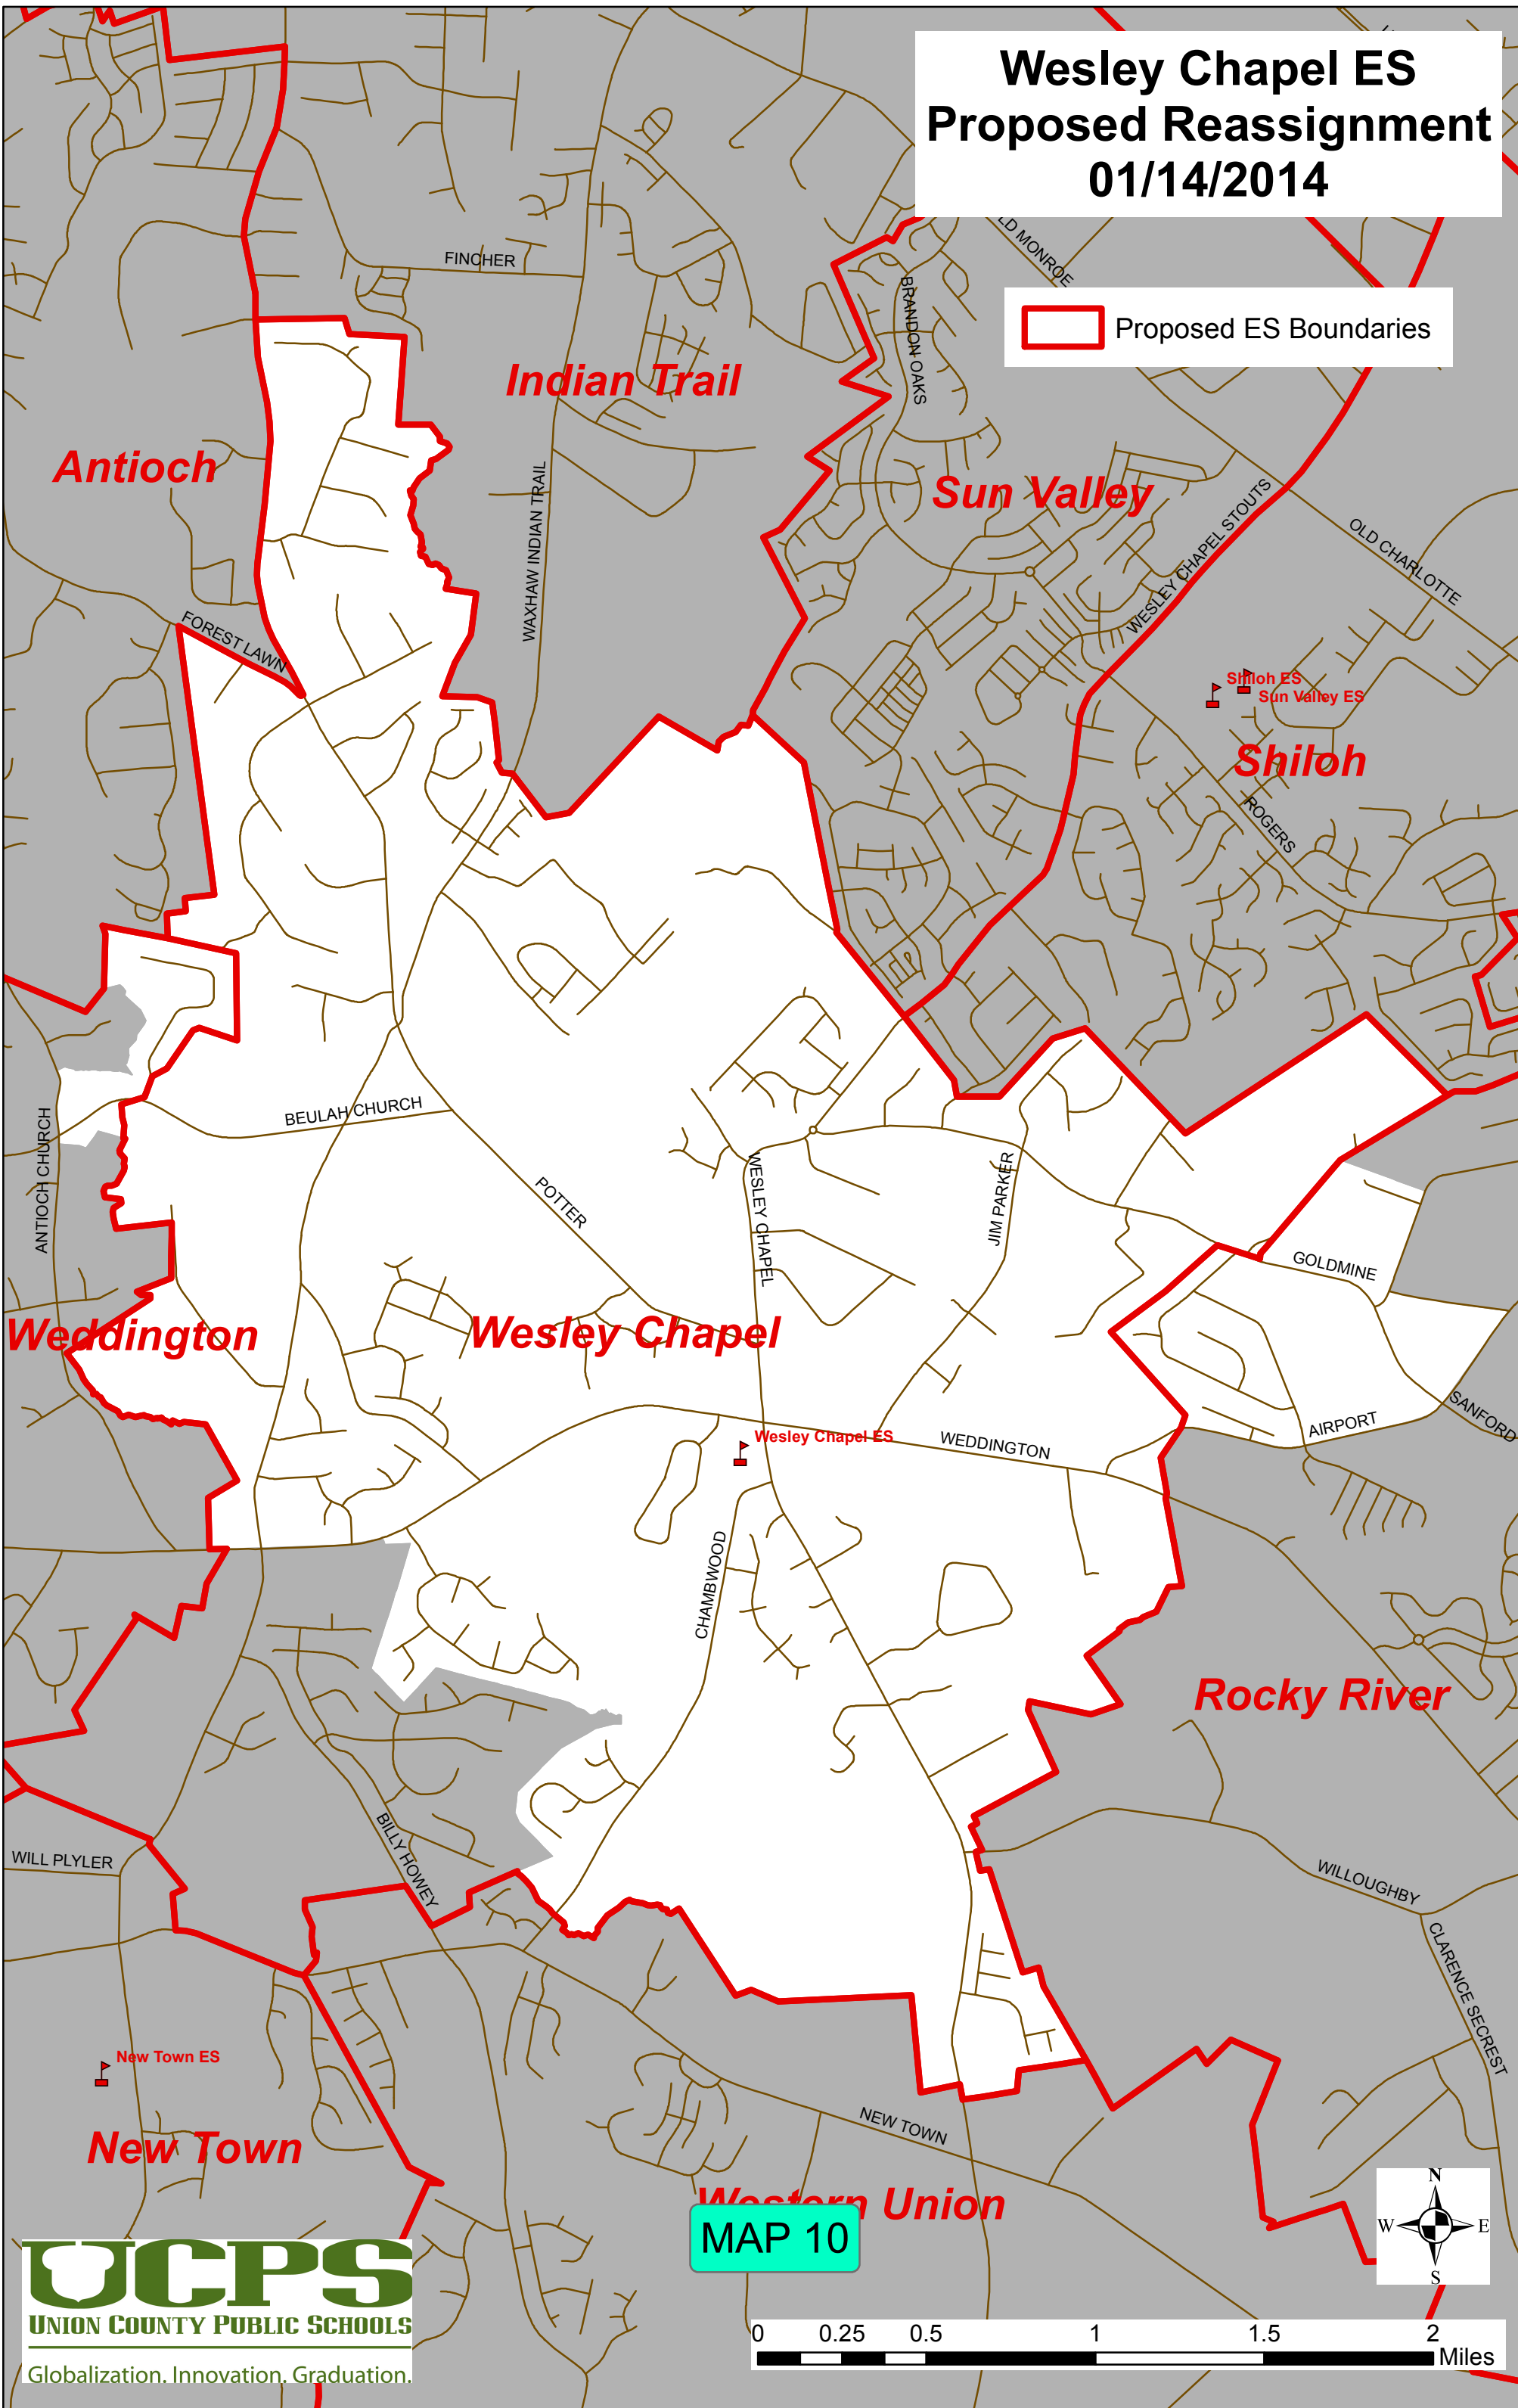 Wesley Chapel ES
Proposed Reassignment
01/14/2014
LD MONROE
FINCHER
BRANDON OAKS
Proposed ES Boundaries
Indian Trail
Antioch
Sun Valley
WAXHAW INDIAN TRAIL
WESLEY CHAPEL STOUTS
OLD CHARLOTTE
FOREST LAWN
Shiloh ES
Sun Valley ES
Shiloh
ROGERS
BEULAH CHURCH
ANTIOCH CHURCH
POTTER
WESLEY CHAPEL
JIM PARKER
GOLDMINE
Weddington
Wesley Chapel
SANFORD
AIRPORT
Wesley Chapel ES
WEDDINGTON
CHAMBWOOD
Rocky River
BILLY HOWEY
WILL PLYLER
WILLOUGHBY
CLARENCE SECREST
New Town ES
New Town
NEW TOWN
Western Union
MAP 10
N
W E
S
UCPS
UNION COUNTY PUBLIC SCHOOLS
Globalization. Innovation. Graduation.
0 0.25 0.5 1 1.5 2
Miles